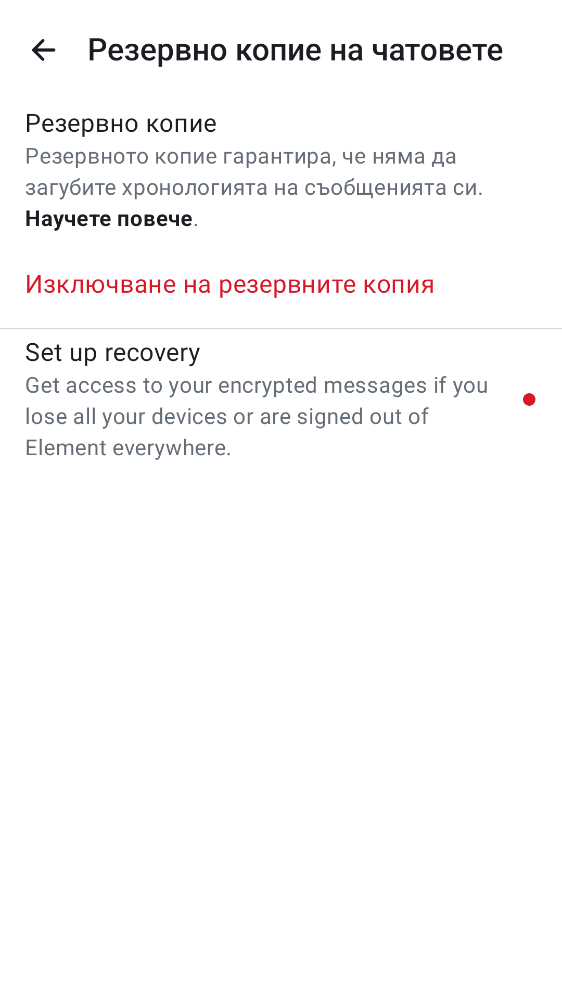 Резервно копие на чатовете
Резервно копие
Резервното копие гарантира, че няма да
загубите хронологията на съобщенията си.
Научете повече.
Изключване на резервните копия
Set up recovery
Get access to your encrypted messages if you
lose all your devices or are signed out of
Element everywhere.